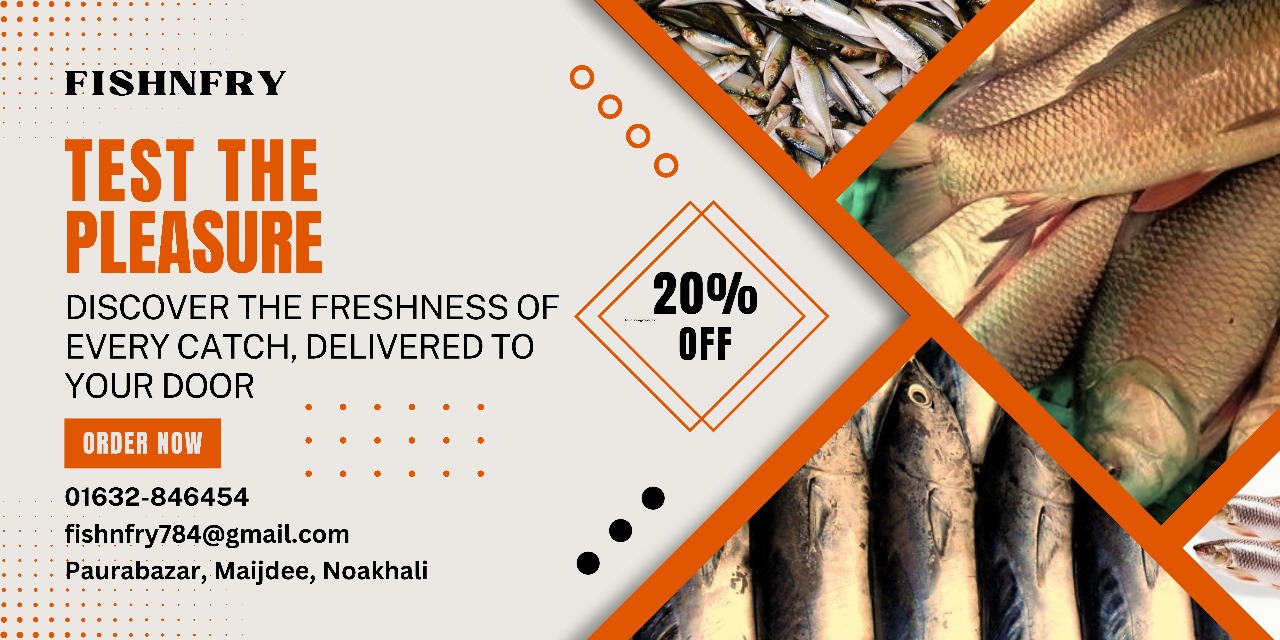 FISHNFRY
TEST THE
PLEASURE
DISCOVER THE FRESHNESS OF
EVERY CATCH, DELIVERED TO
YOUR DOOR
ORDER NOW
01632-846454
fishnfry784@gmail.com
Paurabazar, Maijdee, Noakhali
20%
OFF